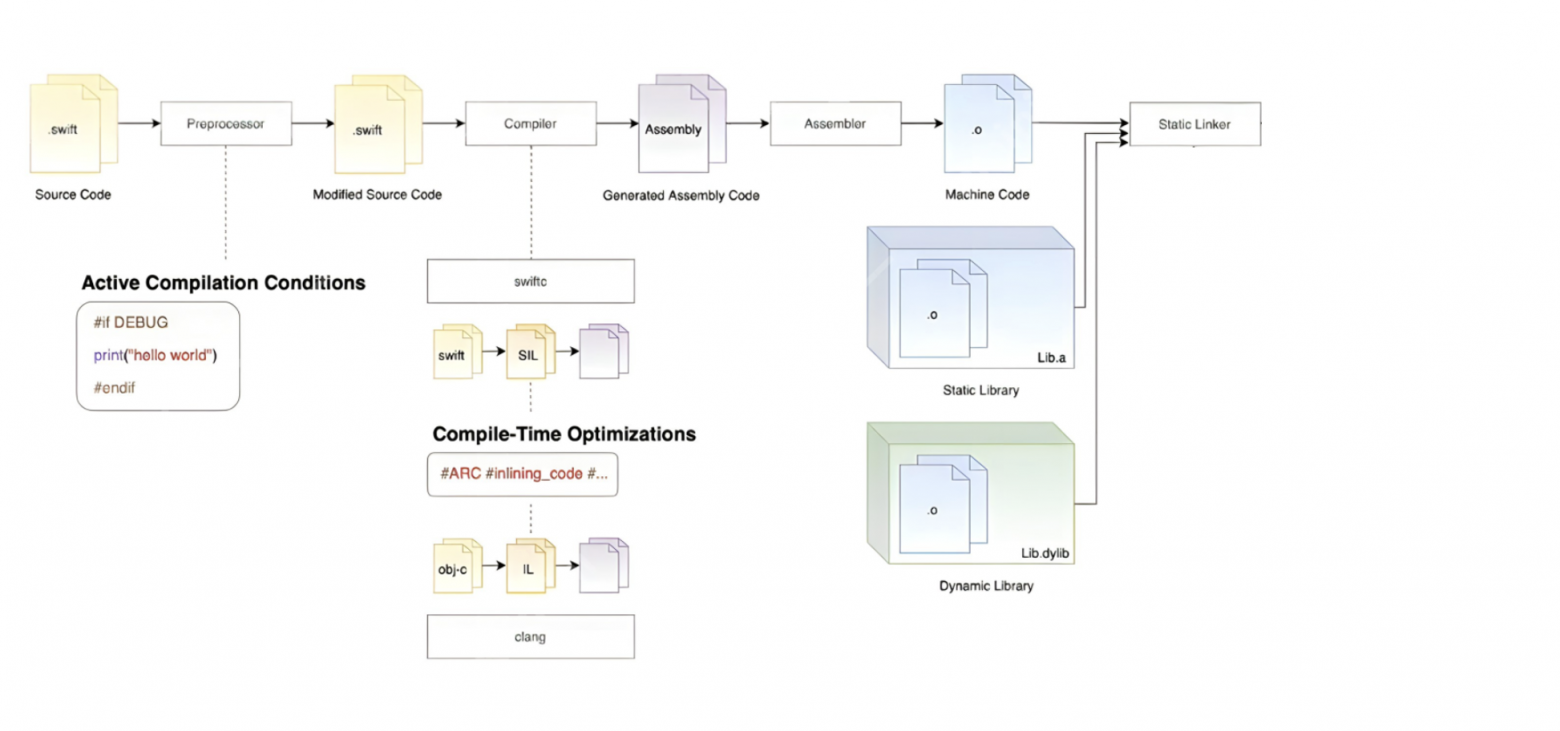 .swift
Preprocessor
.swift
Compiler
Assembly
Assembler
.o
Static Linker
Source Code
Modified Source Code
Generated Assembly Code
Machine Code
Active Compilation Conditions
#if DEBUG
print("hello world")
#endif
swiftc
swift
SIL
Compile-Time Optimizations
#ARC #inlining_code #...
obj-c
IL
clang
.o
Lib.a
Static Library
.o
Lib.dylib
Dynamic Library